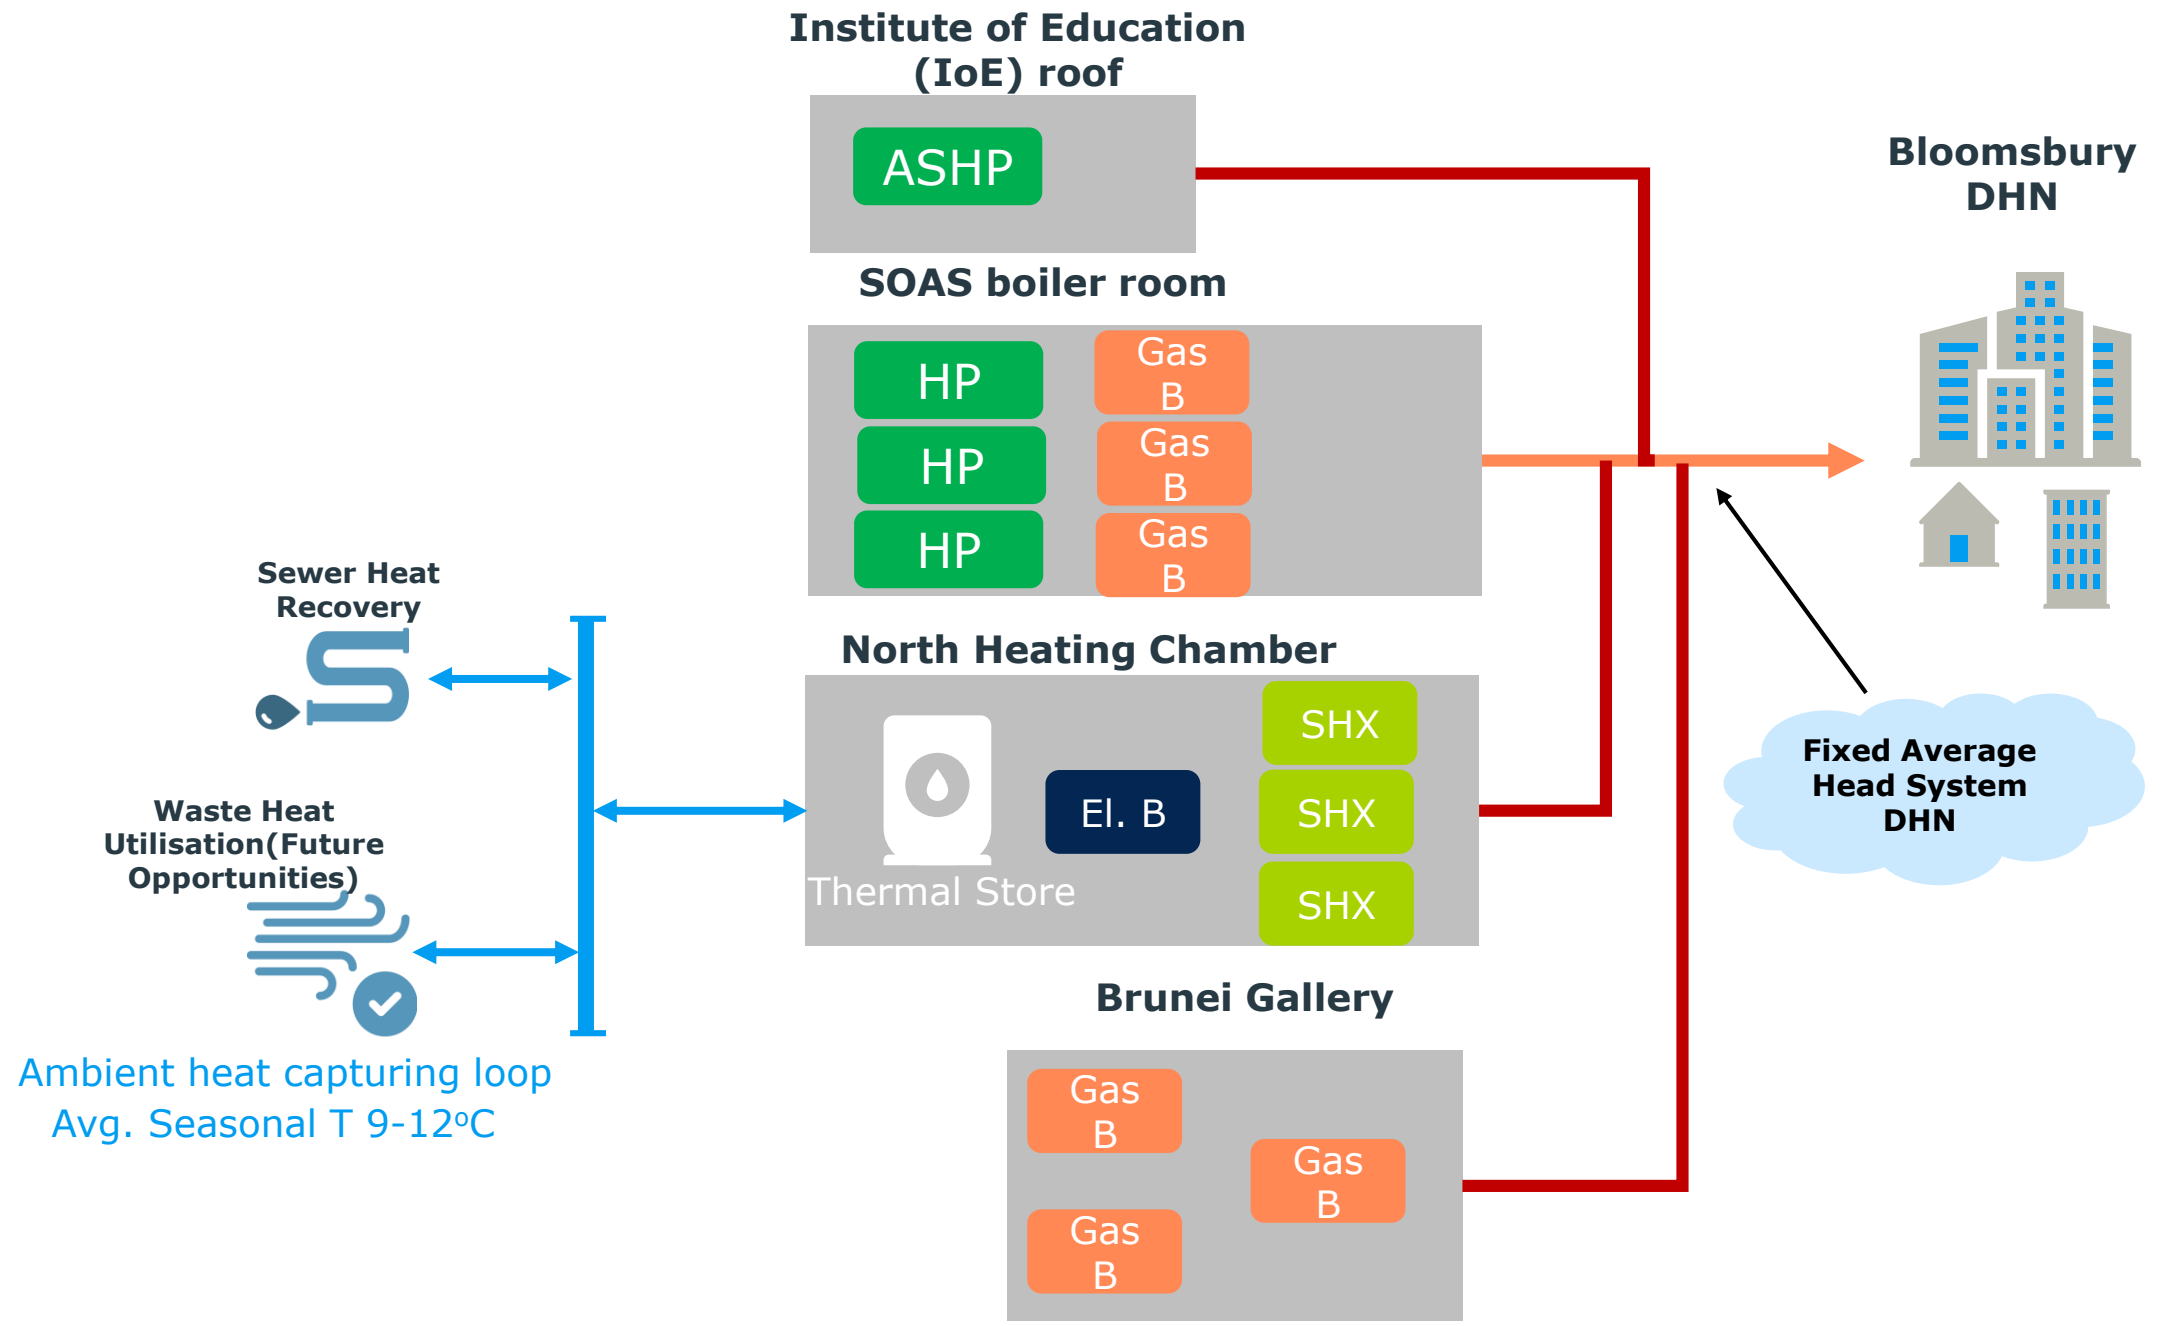 Institute of Education
(IoE) roof
ASHP
Bloomsbury
DHN
SOAS boiler room
HP
Gas
B
HP
Gas
B
HP
Gas
B
Sewer Heat
Recovery
North Heating Chamber
SHX
El. B
SHX
Thermal Store
SHX
Waste Heat
Utilisation(Future
Opportunities)
Fixed Average
Head System
DHN
Ambient heat capturing loop
Avg. Seasonal T 9-12ºC
Brunei Gallery
Gas
B
Gas
B
Gas
B